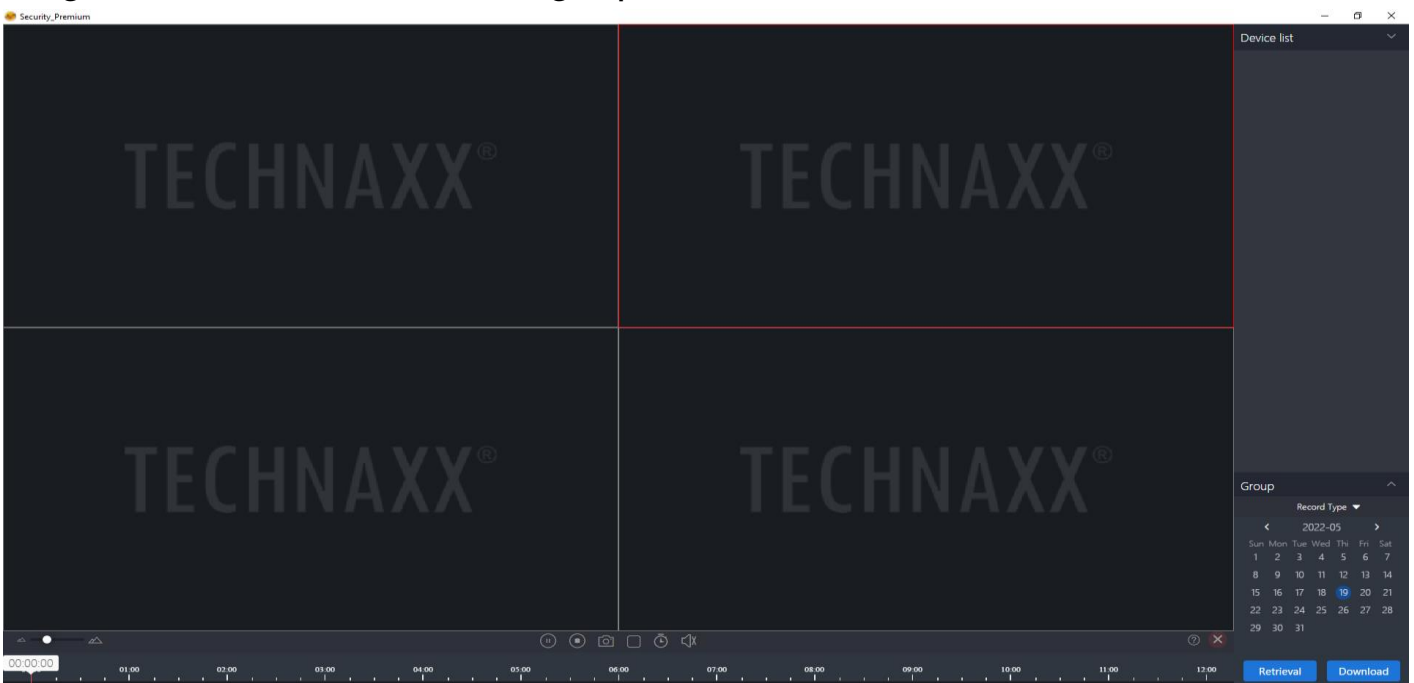 Security_Premium
Device list
TECHNAXX®
TECHNAXX®
TECHNAXX®
TECHNAXX®
Group
Record Type
2022-05
Sun Mon Tue Wed Thi Fri Sat
1 2 3 4 5 6 7
8 9 10 11 12 13 14
15 16 17 18 19 20 21
22 23 24 25 26 27 28
29 30 31
00:00:00 01:00 02:00 03:00 04:00 05:00 06:00 07:00 08:00 09:00 10:00 11:00 12:00
Retrieval Download